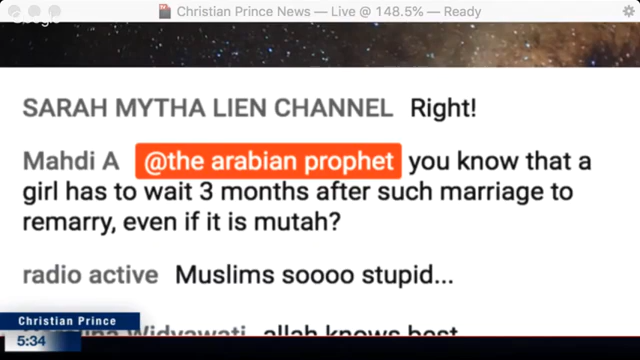 Christian Prince News — Live @ 148.5% — Ready
Google
SARAH MYTHA LIEN CHANNEL Right!
Mahdi A @the arabian prophet you know that a
girl has to wait 3 months after such marriage to
remarry, even if it is mutah?
radio active Muslims soooo stupid...
Widyawati allah knows best
Christian Prince
5:34